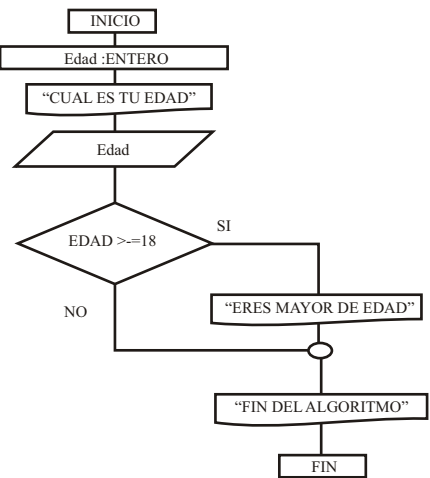 INICIO
Edad :ENTERO
“CUAL ES TU EDAD”
Edad
EDAD >-=18
SI
NO
“ERES MAYOR DE EDAD”
“FIN DEL ALGORITMO”
FIN